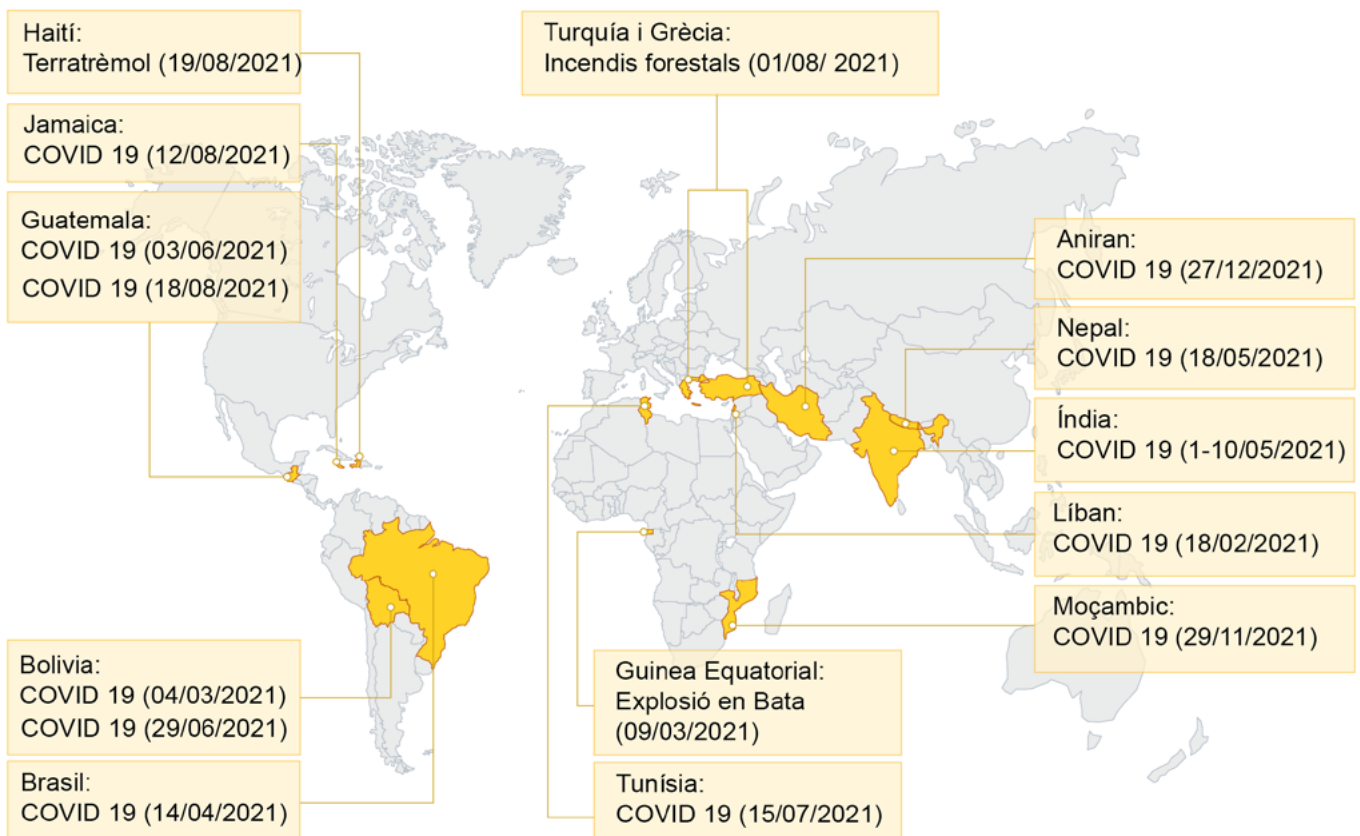 Haití:
Terratrèmol (19/08/2021)
Jamaica:
COVID 19 (12/08/2021)
Guatemala:
COVID 19 (03/06/2021)
COVID 19 (18/08/2021)
Bolivia:
COVID 19 (04/03/2021)
COVID 19 (29/06/2021)
Brasil:
COVID 19 (14/04/2021)
Turquía i Grècia:
Incendis forestals (01/08/ 2021)
Guinea Equatorial:
Explosió en Bata
(09/03/2021)
Tunísia:
COVID 19 (15/07/2021)
Aniran:
COVID 19 (27/12/2021)
Nepal:
COVID 19 (18/05/2021)
Índia:
COVID 19 (1-10/05/2021)
Líban:
COVID 19 (18/02/2021)
Moçambic:
COVID 19 (29/11/2021)